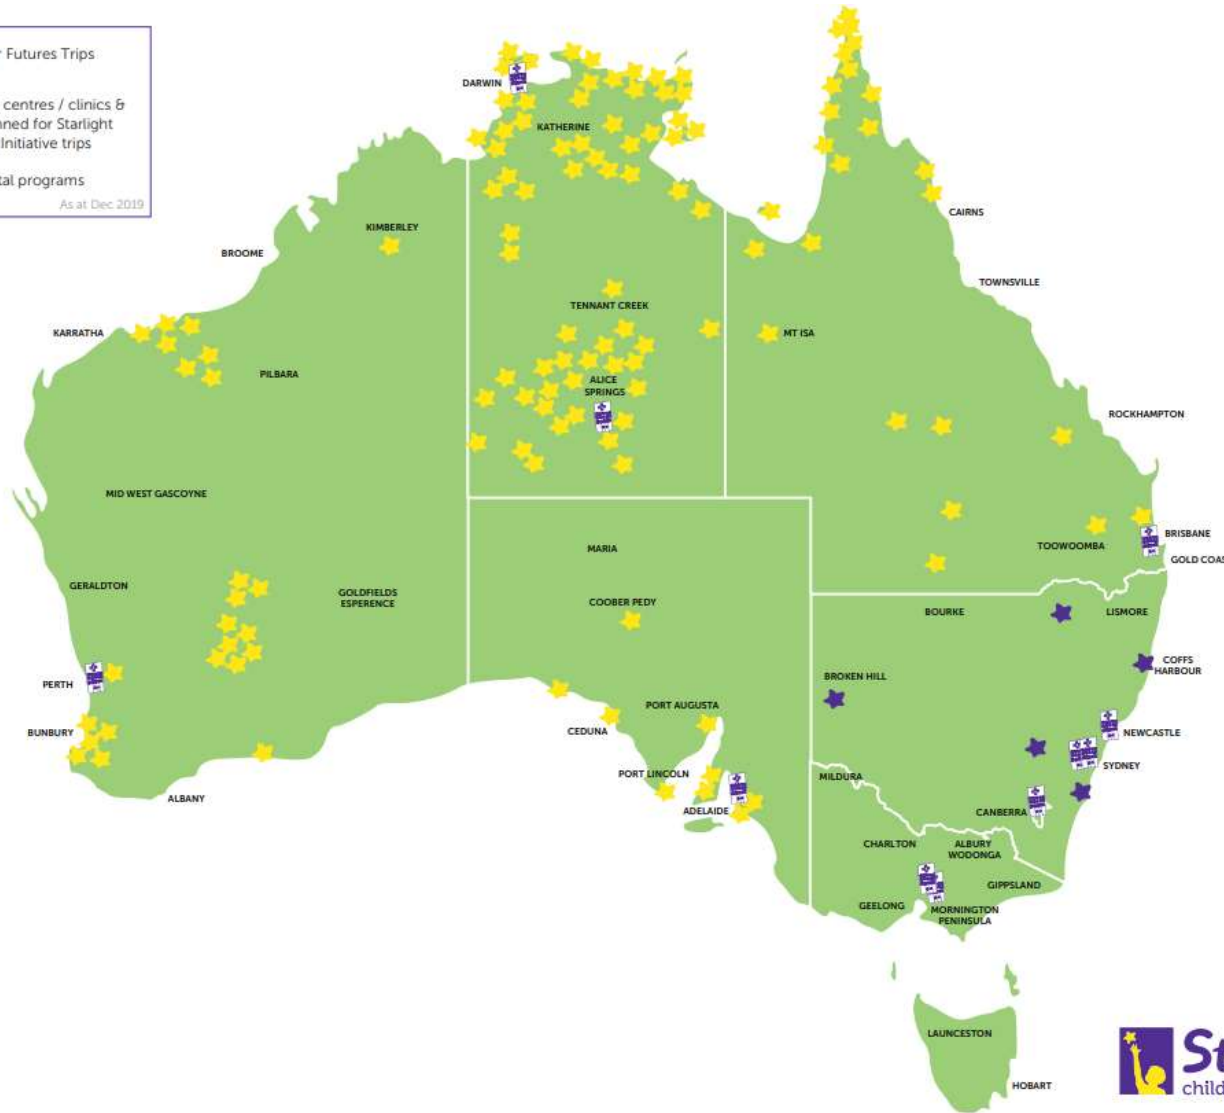 Futures Trips
centres / clinics &
ned for Starlight
Initiative trips
tal programs
As at Dec 2019
DARWIN
KATHERINE
KIMBERLEY
BROOME
CAIRNS
TOWNSVILLE
TENNANT CREEK
KARRATHA
MT ISA
PILBARA
ALICE
SPRINGS
ROCKHAMPTON
MID WEST GASCOYNE
BRISBANE
TOOWOOMBA
MARIA
GOLD COAS
GERALDTON
GOLDFIELDS
ESPERENCE
COOBER PEDY
BOURKE
LISMORE
COFFS
HARBOUR
BROKEN HILL
PERTH
PORT AUGUSTA
BUNBURY
CEDUNA
NEWCASTLE
SYDNEY
PORT LINCOLN
MILDURA
ALBANY
ADELAIDE
CANBERRA
CHARLTON
ALBURY
WODONGA
GIPPSLAND
GEELONG
MORNINGTON
PENINSULA
LAUNCESTON
HOBART
St
child